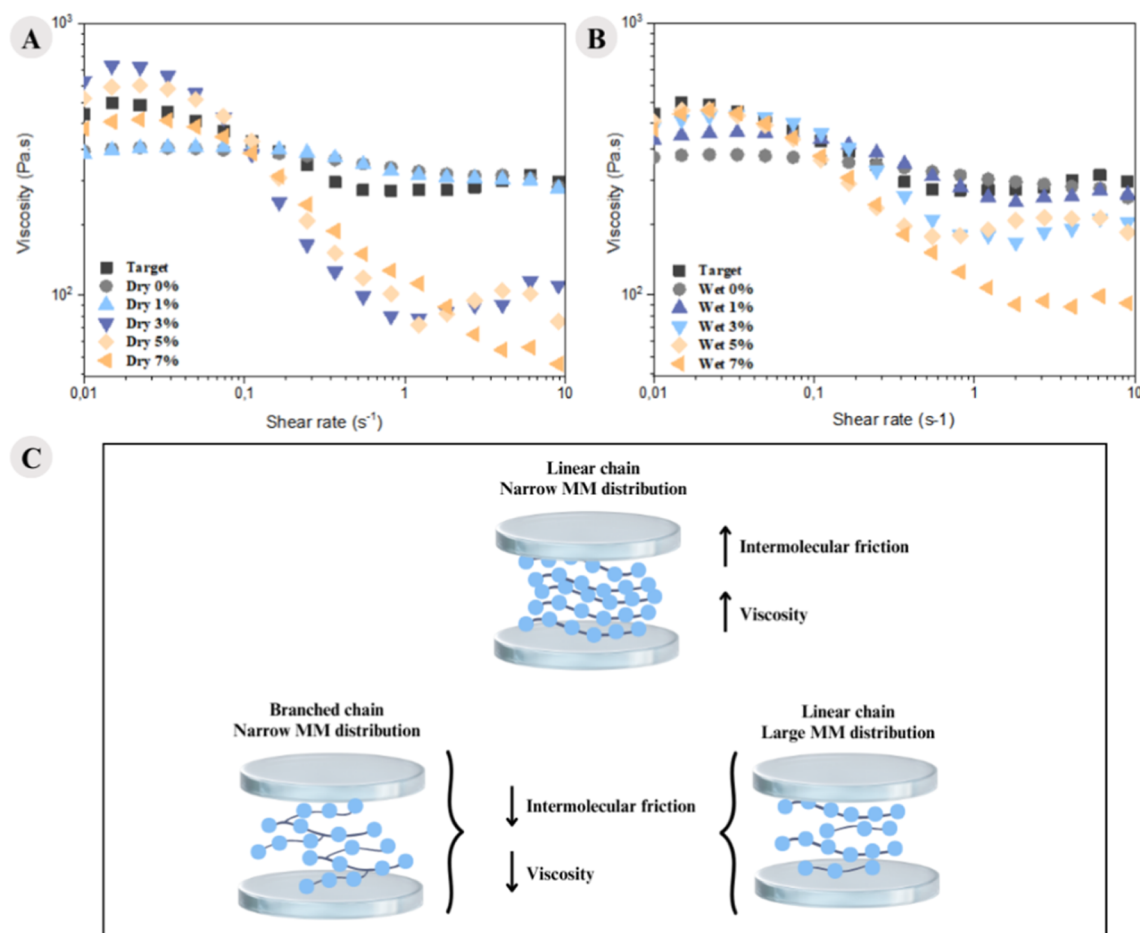 A
10³
10²
Viscosity (Pa.s)
Target
Dry 0%
Dry 1%
Dry 3%
Dry 5%
Dry 7%
0,01
0,1
1
10
Shear rate (s⁻¹)
B
10³
10²
Viscosity (Pa.s)
Target
Wet 0%
Wet 1%
Wet 3%
Wet 5%
Wet 7%
0,01
0,1
1
10
Shear rate (s-1)
C
Linear chain
Narrow MM distribution
Intermolecular friction
Viscosity
Branched chain
Narrow MM distribution
Intermolecular friction
Viscosity
Linear chain
Large MM distribution